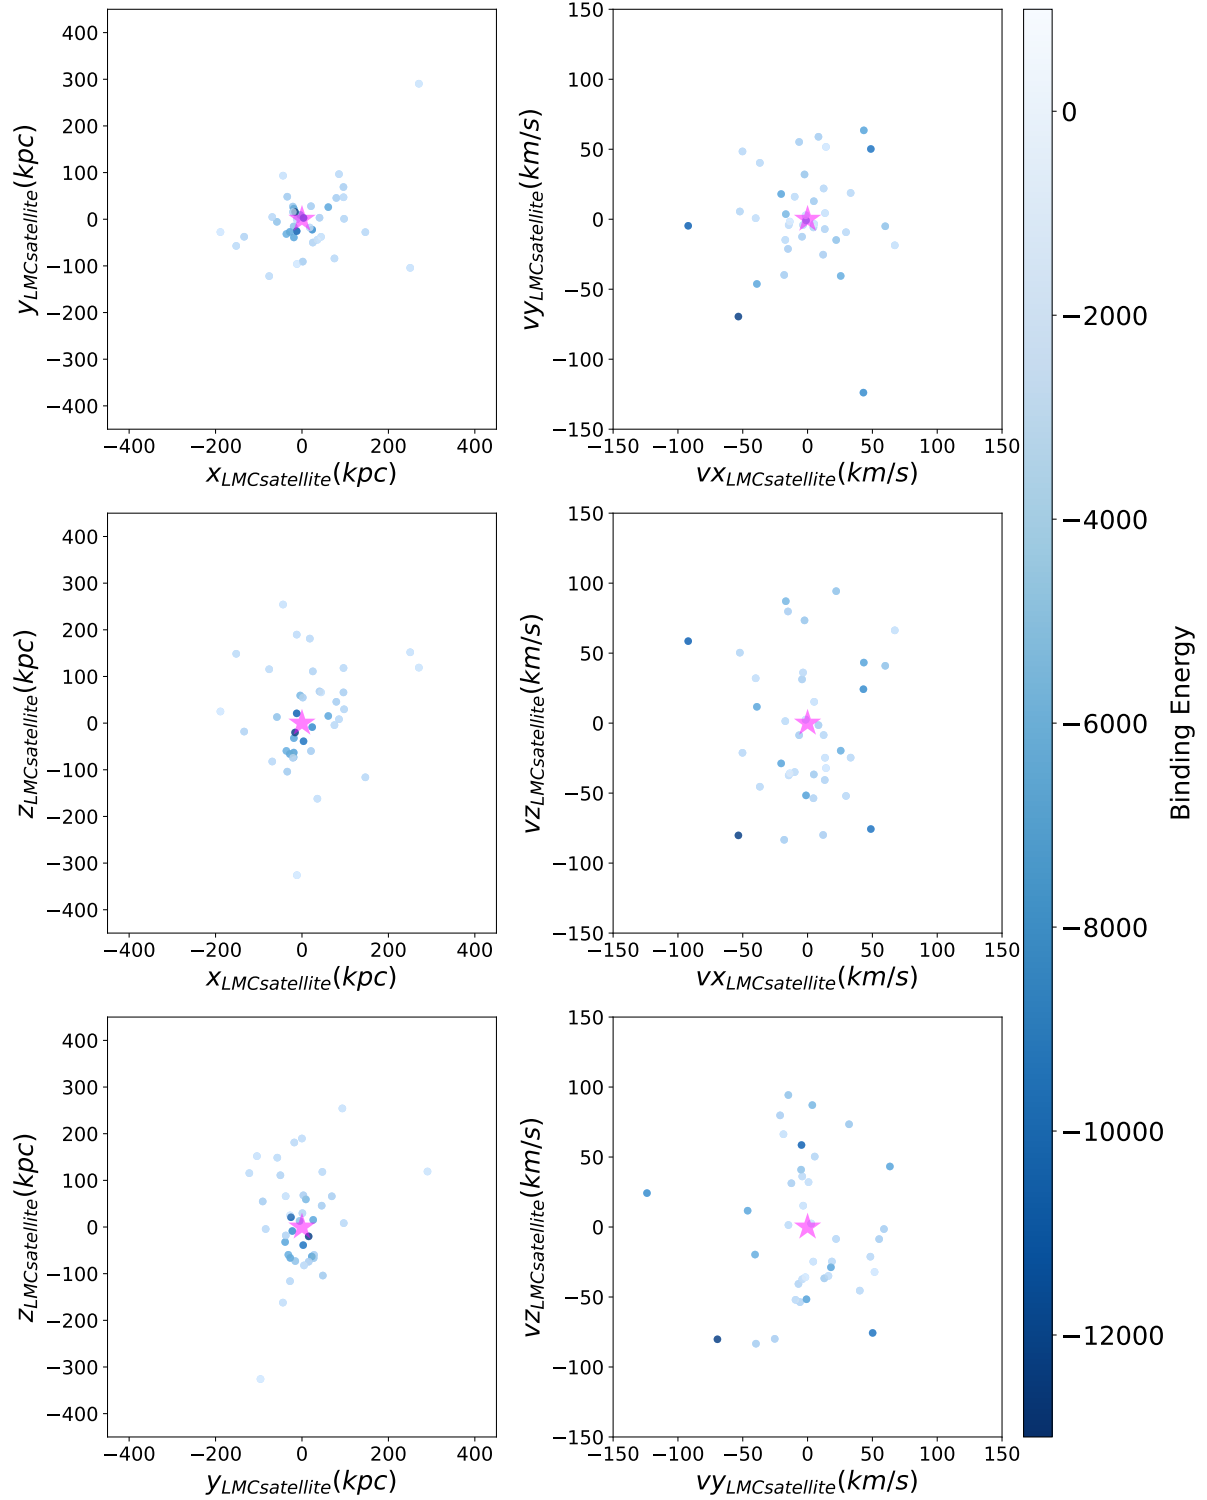 400
300
200
100
0
−100
−200
−300
−400
y_LMCsatellite(kpc)
−400 −200 0 200 400
x_LMCsatellite(kpc)
150
100
50
0
−50
−100
−150
vy_LMCsatellite(km/s)
−150 −100 −50 0 50 100 150
vx_LMCsatellite(km/s)
400
300
200
100
0
−100
−200
−300
−400
z_LMCsatellite(kpc)
−400 −200 0 200 400
x_LMCsatellite(kpc)
150
100
50
0
−50
−100
−150
vz_LMCsatellite(km/s)
−150 −100 −50 0 50 100 150
vx_LMCsatellite(km/s)
400
300
200
100
0
−100
−200
−300
−400
z_LMCsatellite(kpc)
−400 −200 0 200 400
y_LMCsatellite(kpc)
150
100
50
0
−50
−100
−150
vz_LMCsatellite(km/s)
−150 −100 −50 0 50 100 150
vy_LMCsatellite(km/s)
0
−2000
−4000
−6000
−8000
−10000
−12000
Binding Energy